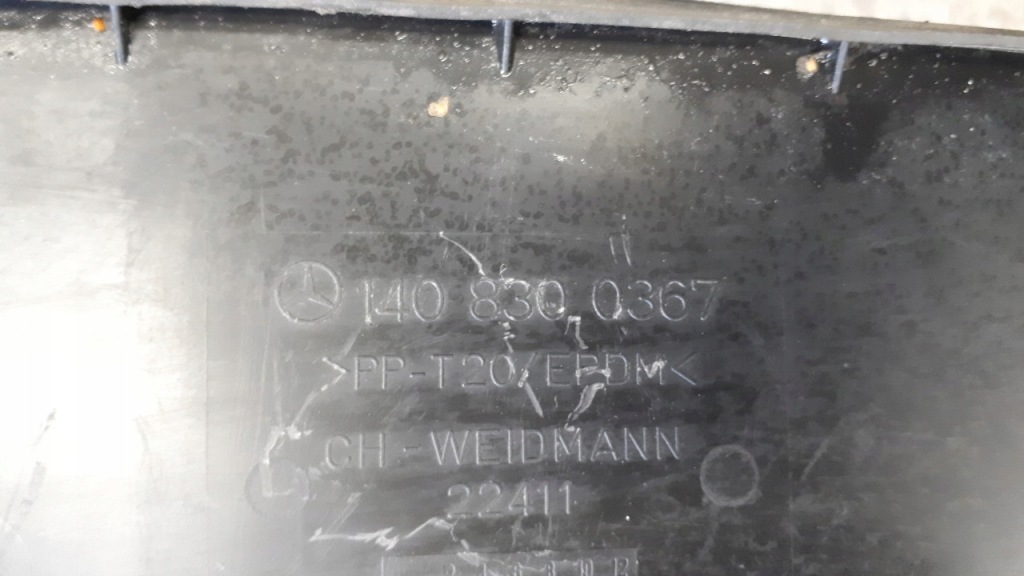 140 830 0367
>PP-T20/EPDM<
CH-WEIDMANN
22411